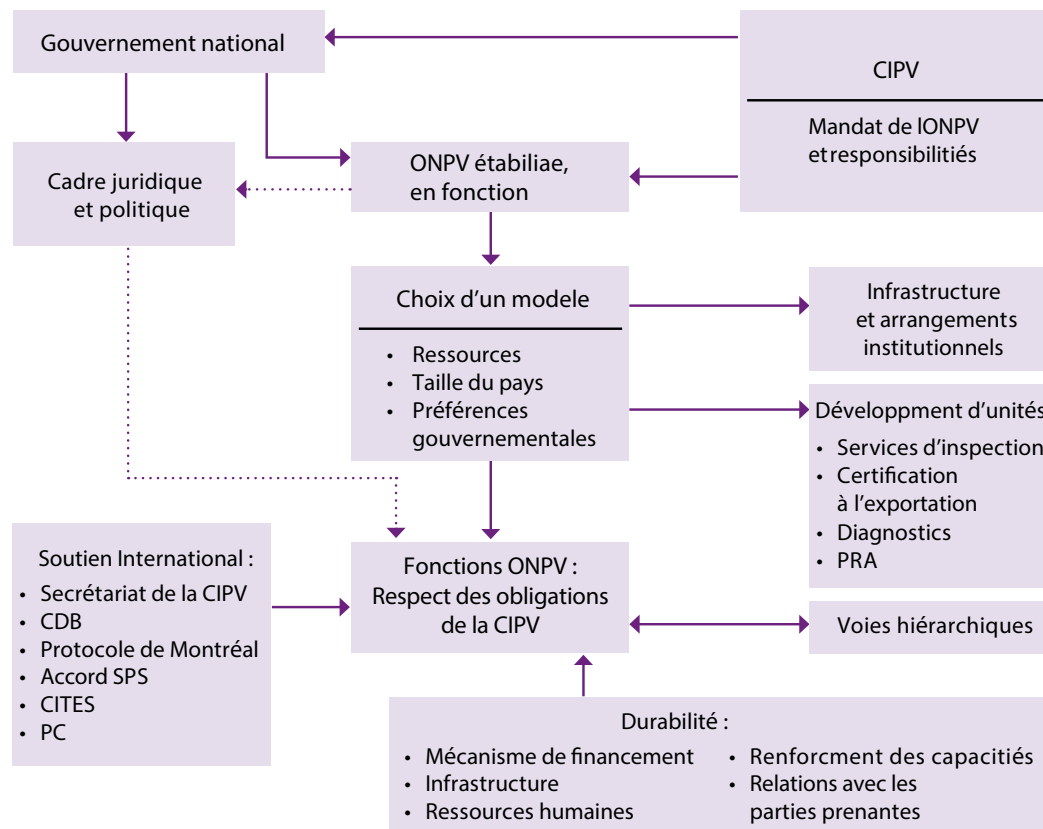 Gouvernement national
CIPV
Mandat de lONPV
etresponsibilitiés
Cadre juridique
et politique
ONPV étabiliae,
en fonction
Choix d'un modele
• Ressources
• Taille du pays
• Préférences
gouvernementales
Infrastructure
et arrangements
institutionnels
Développment d'unités
• Services d'inspection
• Certification
à l'exportation
• Diagnostics
• PRA
Soutien International :
• Secrétariat de la CIPV
• CDB
• Protocole de Montréal
• Accord SPS
• CITES
• PC
Fonctions ONPV :
Respect des obligations
de la CIPV
Voies hiérarchiques
Durabilité :
• Mécanisme de financement
• Infrastructure
• Ressources humaines
• Renforcment des capacitiés
• Relations avec les
parties prenantes